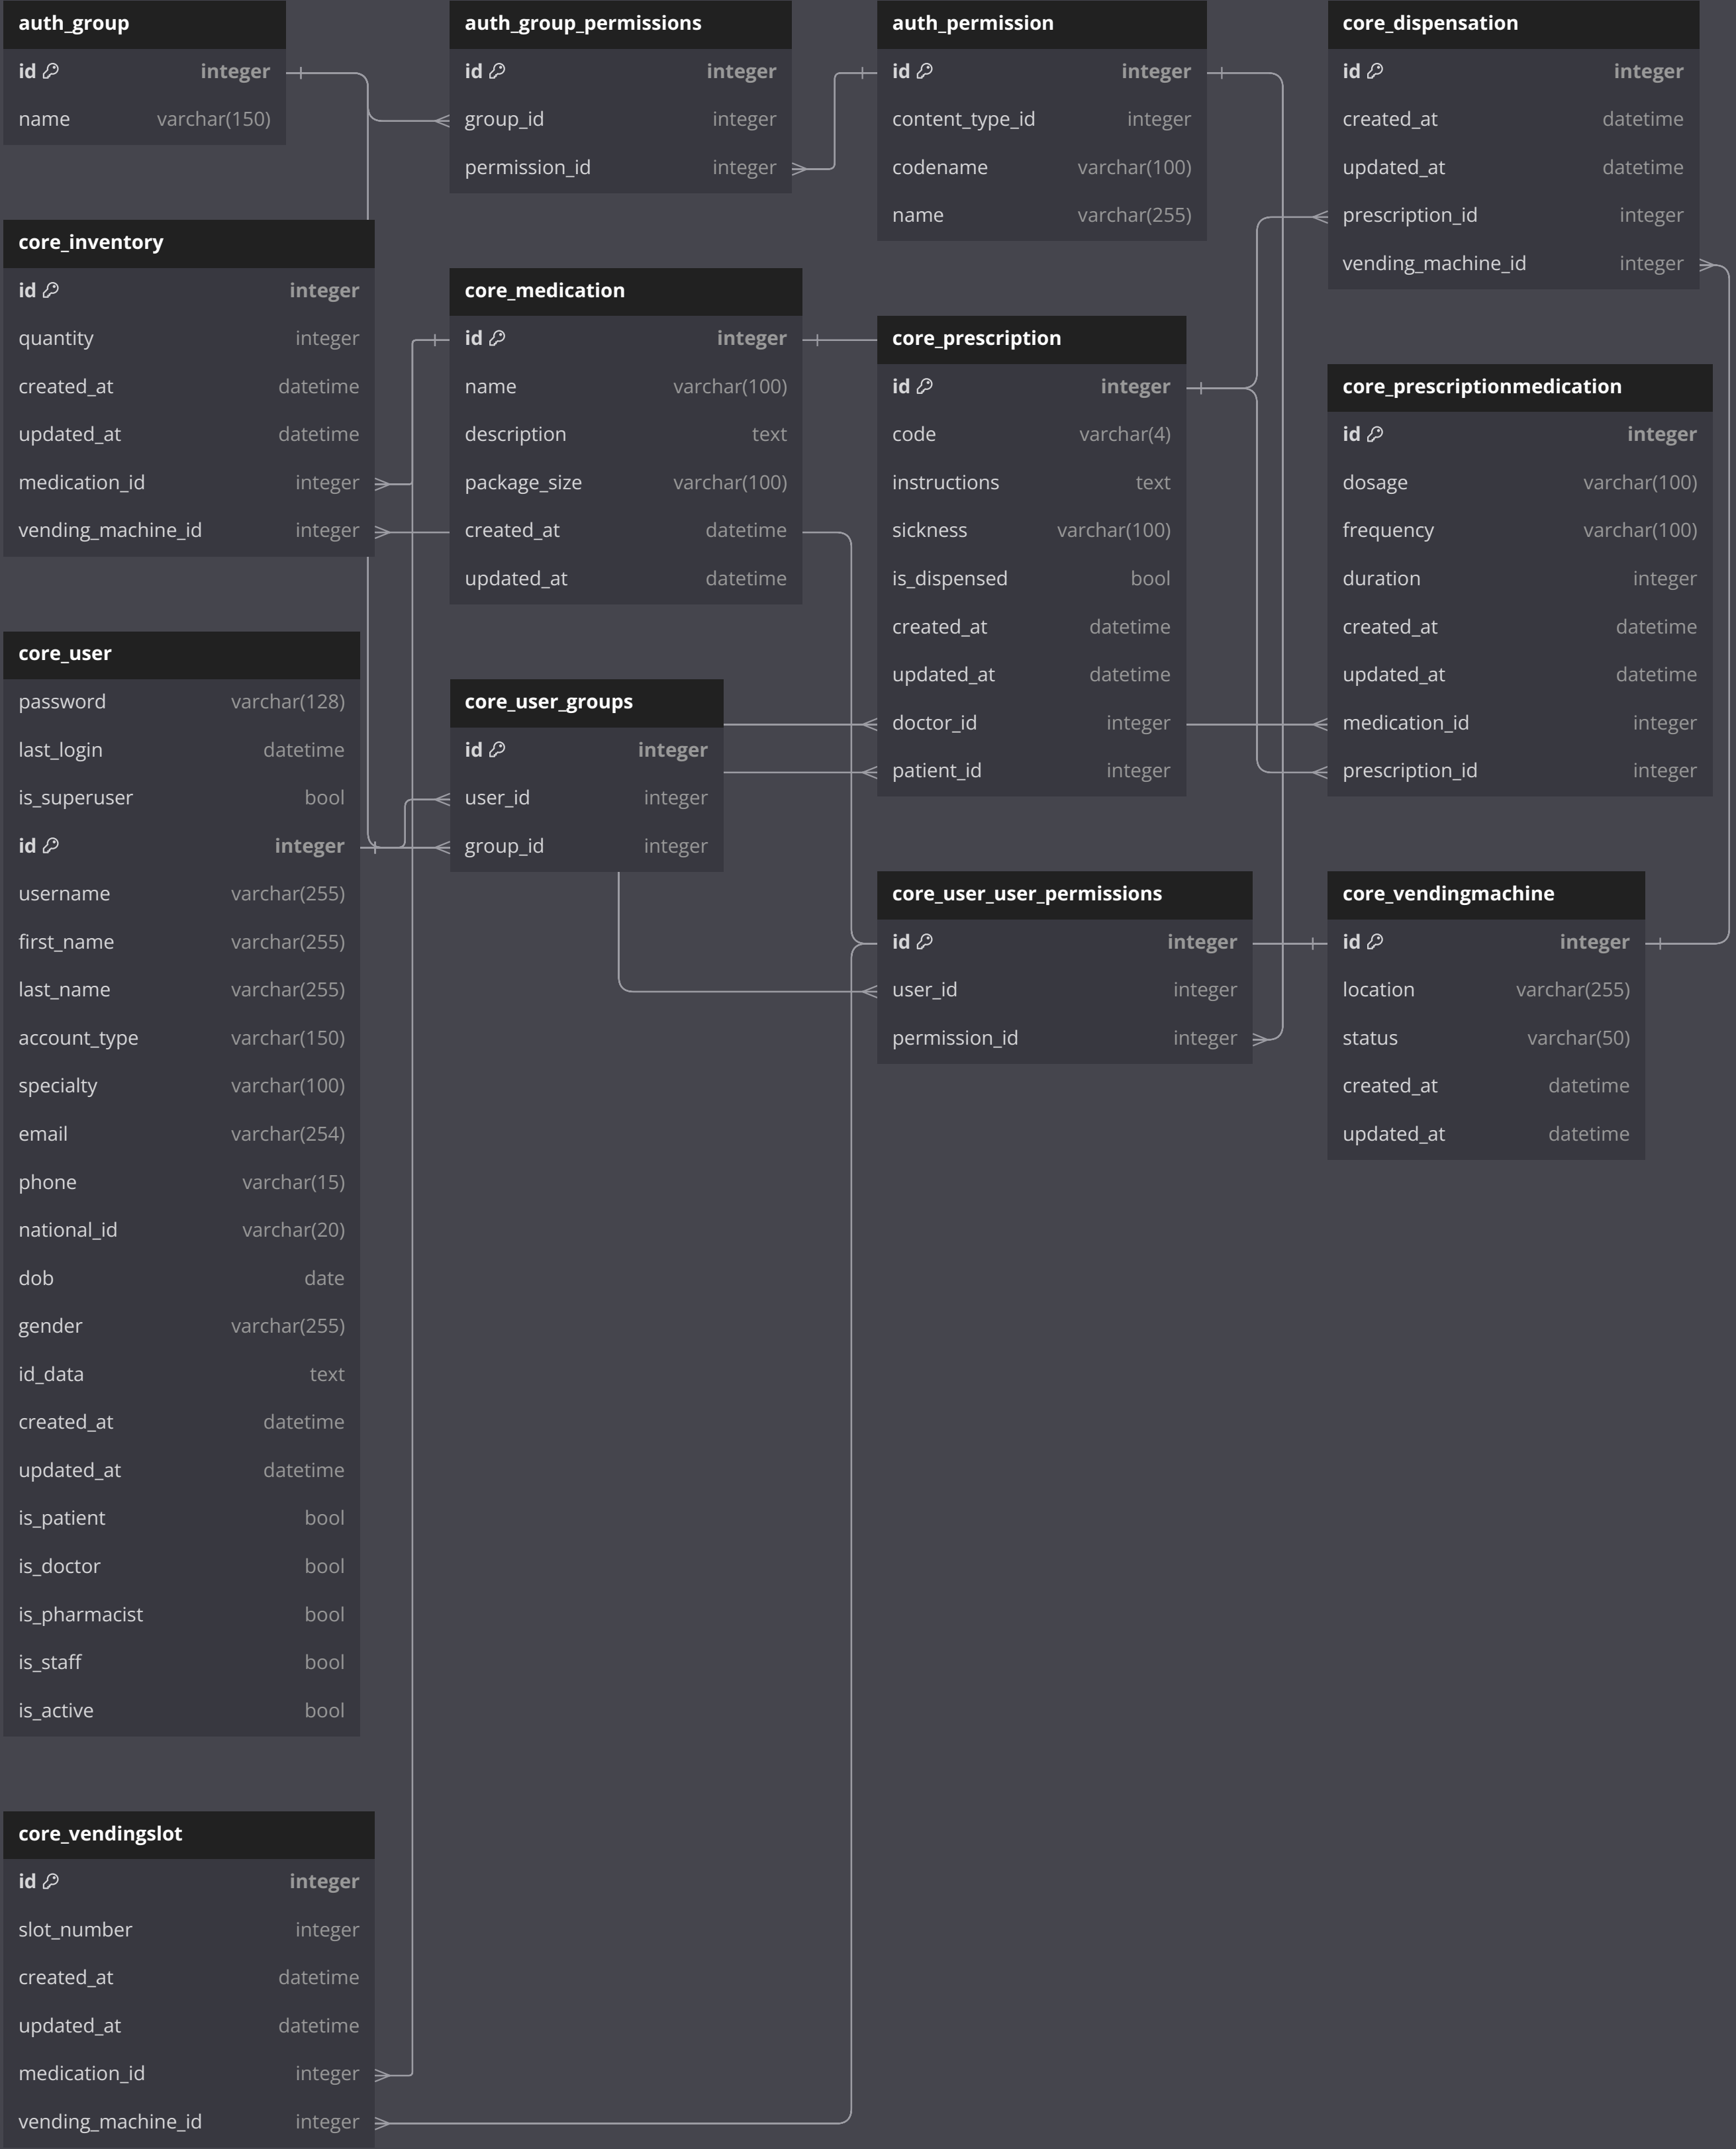 auth_group
id integer
name varchar(150)
auth_group_permissions
id integer
group_id integer
permission_id integer
auth_permission
id integer
content_type_id integer
codename varchar(100)
name varchar(255)
core_dispensation
id integer
created_at datetime
updated_at datetime
prescription_id integer
vending_machine_id integer
core_inventory
id integer
quantity integer
created_at datetime
updated_at datetime
medication_id integer
vending_machine_id integer
core_medication
id integer
name varchar(100)
description text
package_size varchar(100)
created_at datetime
updated_at datetime
core_prescription
id integer
code varchar(4)
instructions text
sickness varchar(100)
is_dispensed bool
created_at datetime
updated_at datetime
doctor_id integer
patient_id integer
core_prescriptionmedication
id integer
dosage varchar(100)
frequency varchar(100)
duration integer
created_at datetime
updated_at datetime
medication_id integer
prescription_id integer
core_user
password varchar(128)
last_login datetime
is_superuser bool
id integer
username varchar(255)
first_name varchar(255)
last_name varchar(255)
account_type varchar(150)
specialty varchar(100)
email varchar(254)
phone varchar(15)
national_id varchar(20)
dob date
gender varchar(255)
id_data text
created_at datetime
updated_at datetime
is_patient bool
is_doctor bool
is_pharmacist bool
is_staff bool
is_active bool
core_user_groups
id integer
user_id integer
group_id integer
core_user_user_permissions
id integer
user_id integer
permission_id integer
core_vendingmachine
id integer
location varchar(255)
status varchar(50)
created_at datetime
updated_at datetime
core_vendingslot
id integer
slot_number integer
created_at datetime
updated_at datetime
medication_id integer
vending_machine_id integer